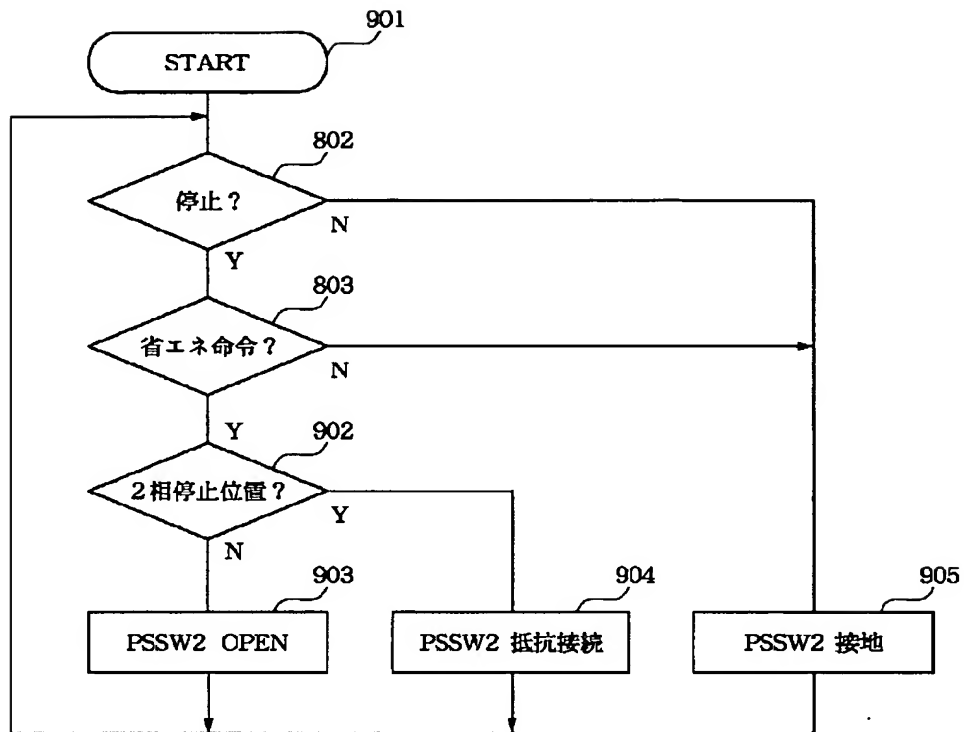 901
START
802
停止？
N
Y
803
省エネ命令？
N
Y
902
2相停止位置？
Y
N
903
904
905
PSSW2 OPEN
PSSW2 抵抗接続
PSSW2 接地